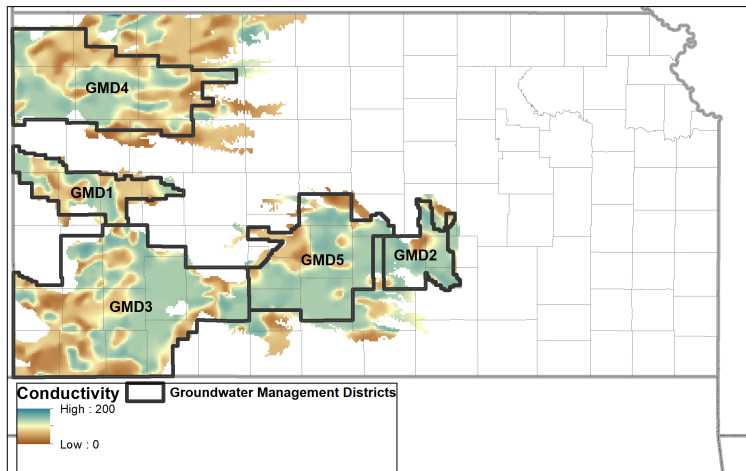 GMD4
GMD1
GMD5
GMD2
GMD3
Conductivity
Groundwater Management Districts
High : 200
Low : 0